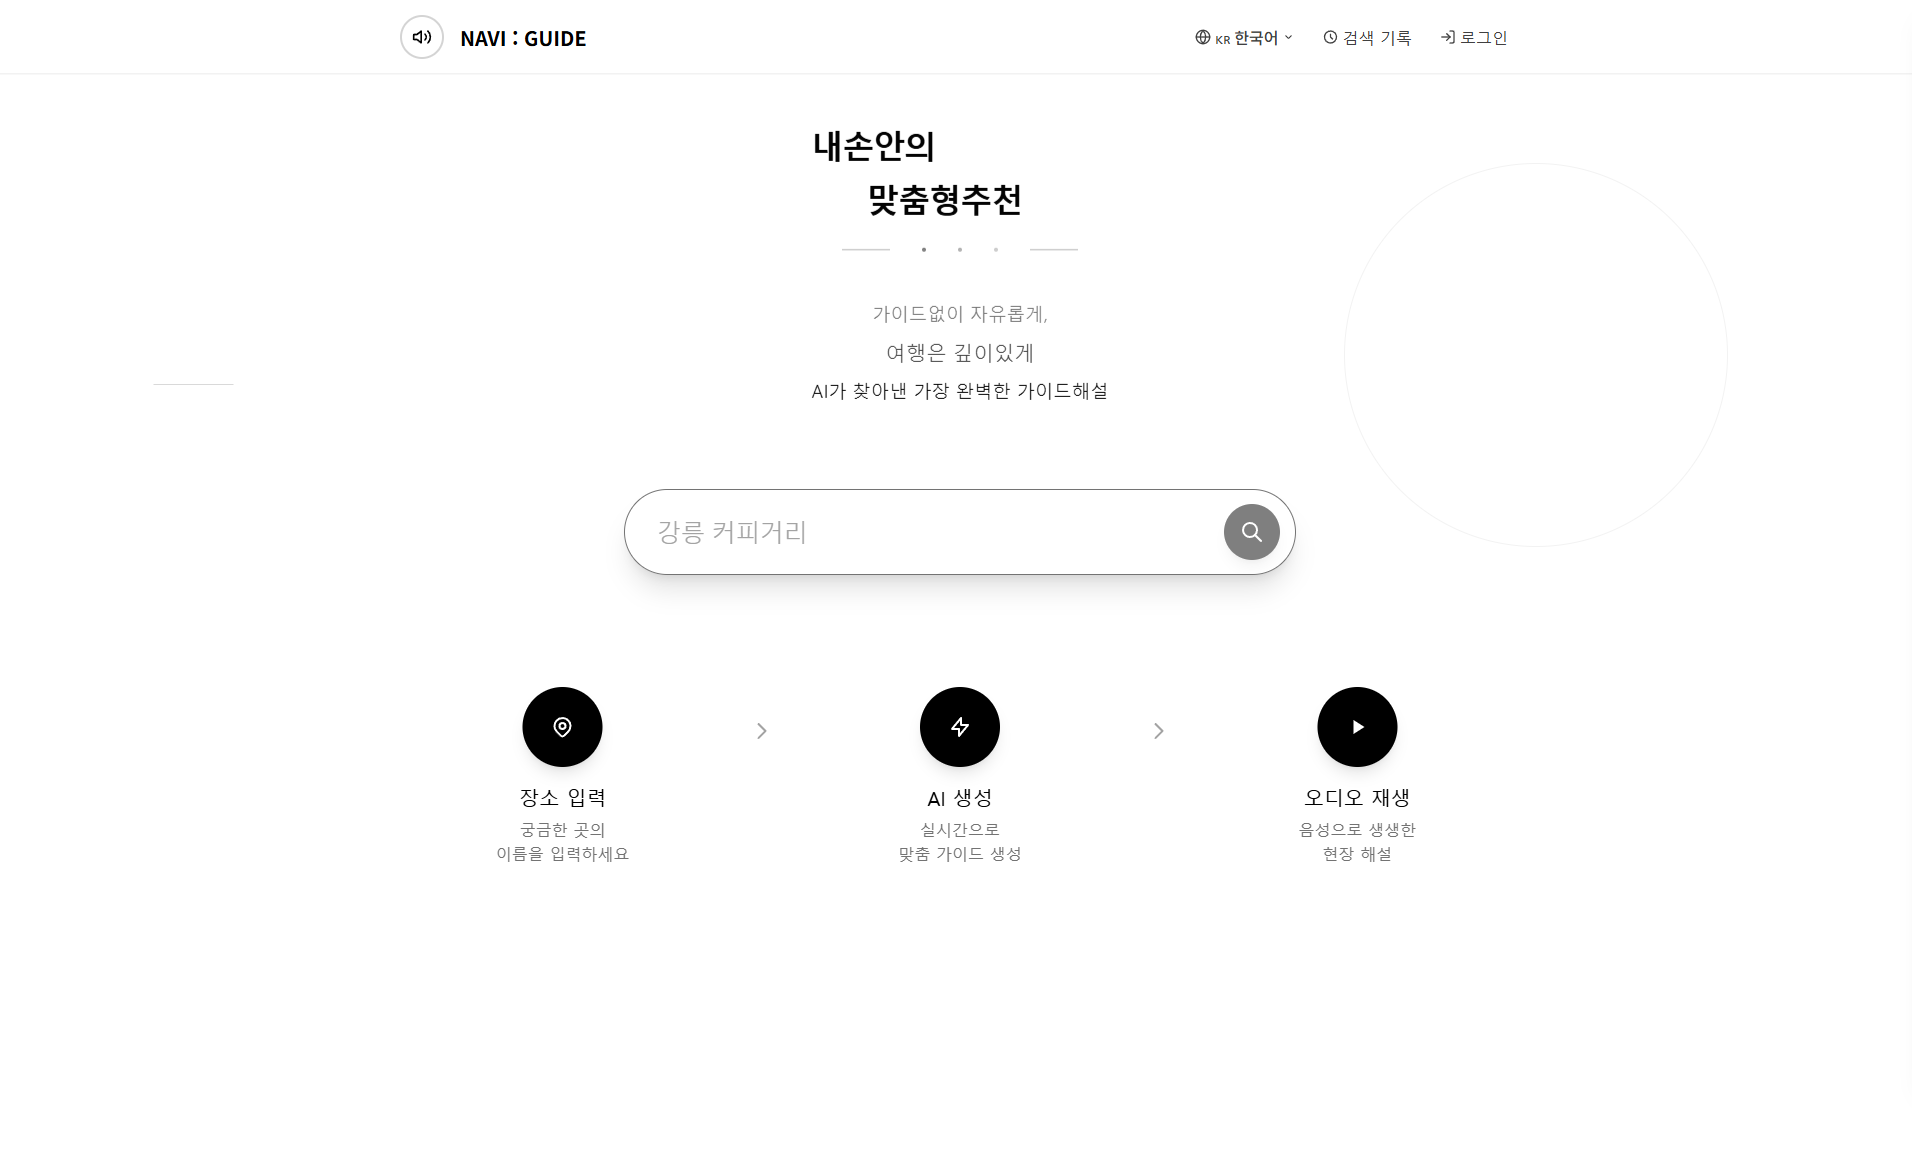 NAVI : GUIDE
KR 한국어
검색 기록
로그인
내손안의
맞춤형추천
가이드없이 자유롭게,
여행은 깊이있게
AI가 찾아낸 가장 완벽한 가이드해설
강릉 커피거리
장소 입력
궁금한 곳의
이름을 입력하세요
AI 생성
실시간으로
맞춤 가이드 생성
오디오 재생
음성으로 생생한
현장 해설